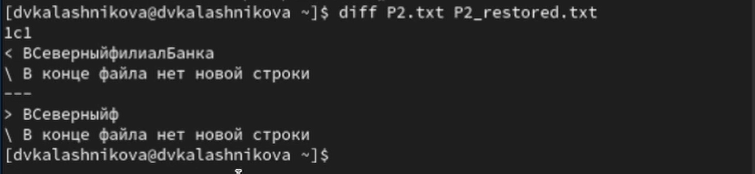 [dvkalashnikova@dvkalashnikova ~]$ diff P2.txt P2_restored.txt
1c1
< ВСеверныйфилиалБанка
\ В конце файла нет новой строки
---
> ВСеверныйф
\ В конце файла нет новой строки
[dvkalashnikova@dvkalashnikova ~]$